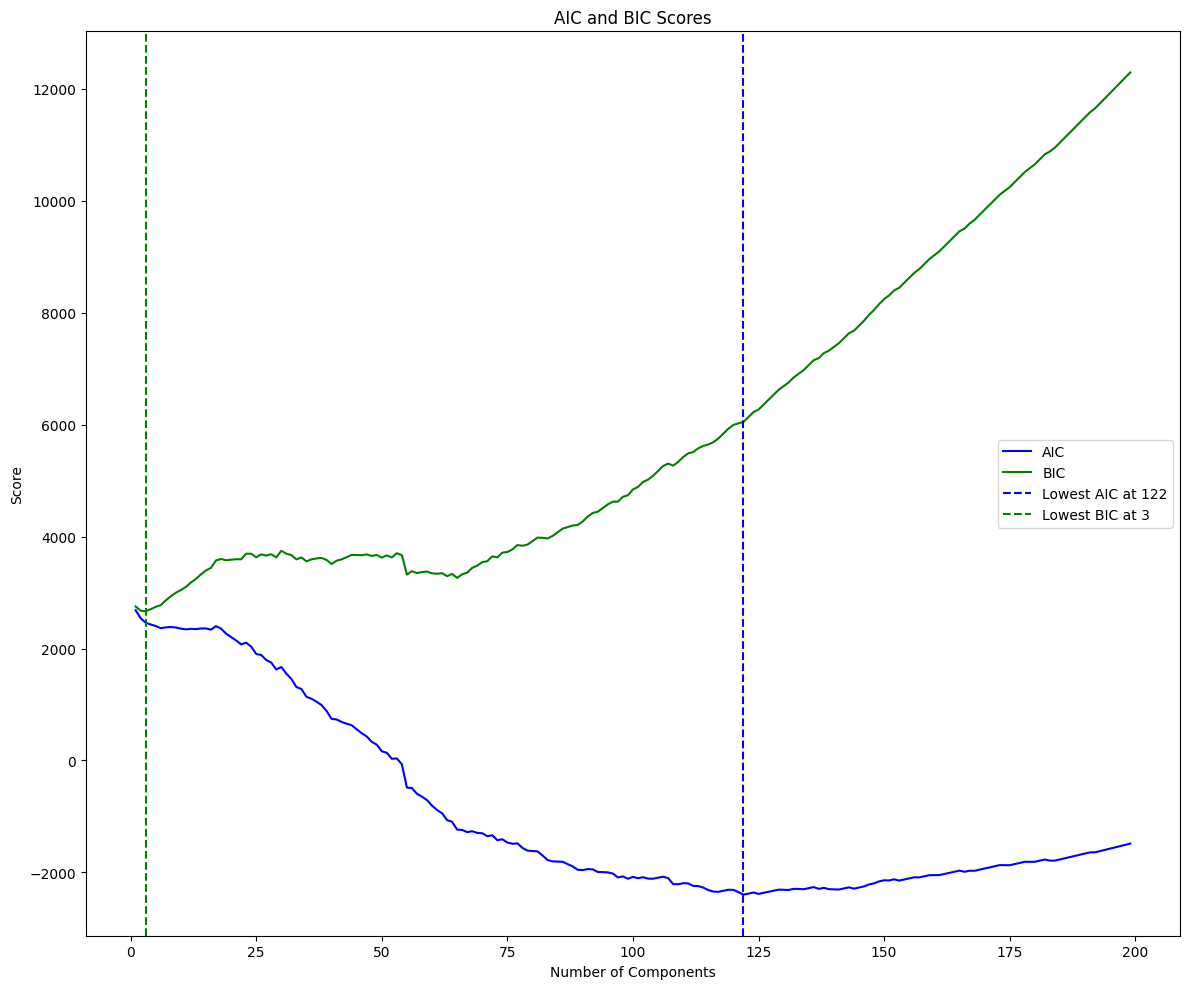 AIC and BIC Scores
12000
10000
8000
6000
4000
2000
0
−2000
Score
AIC
BIC
Lowest AIC at 122
Lowest BIC at 3
0 25 50 75 100 125 150 175 200
Number of Components